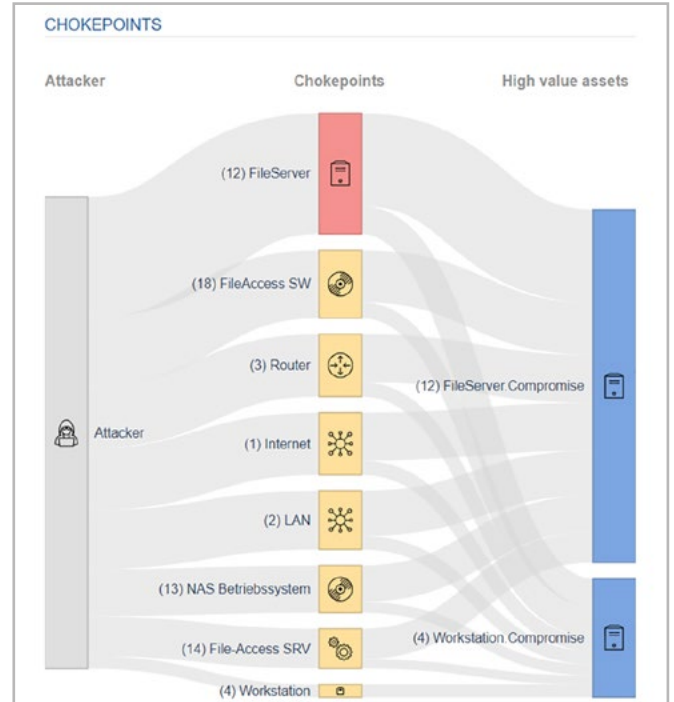 CHOKEPOINTS
Attacker Chokepoints High value assets
(12) FileServer
(18) FileAccess SW
(3) Router
(12) FileServer.Compromise
Attacker
(1) Internet
(2) LAN
(13) NAS Betriebssystem
(14) File-Access SRV
(4) Workstation.Compromise
(4) Workstation